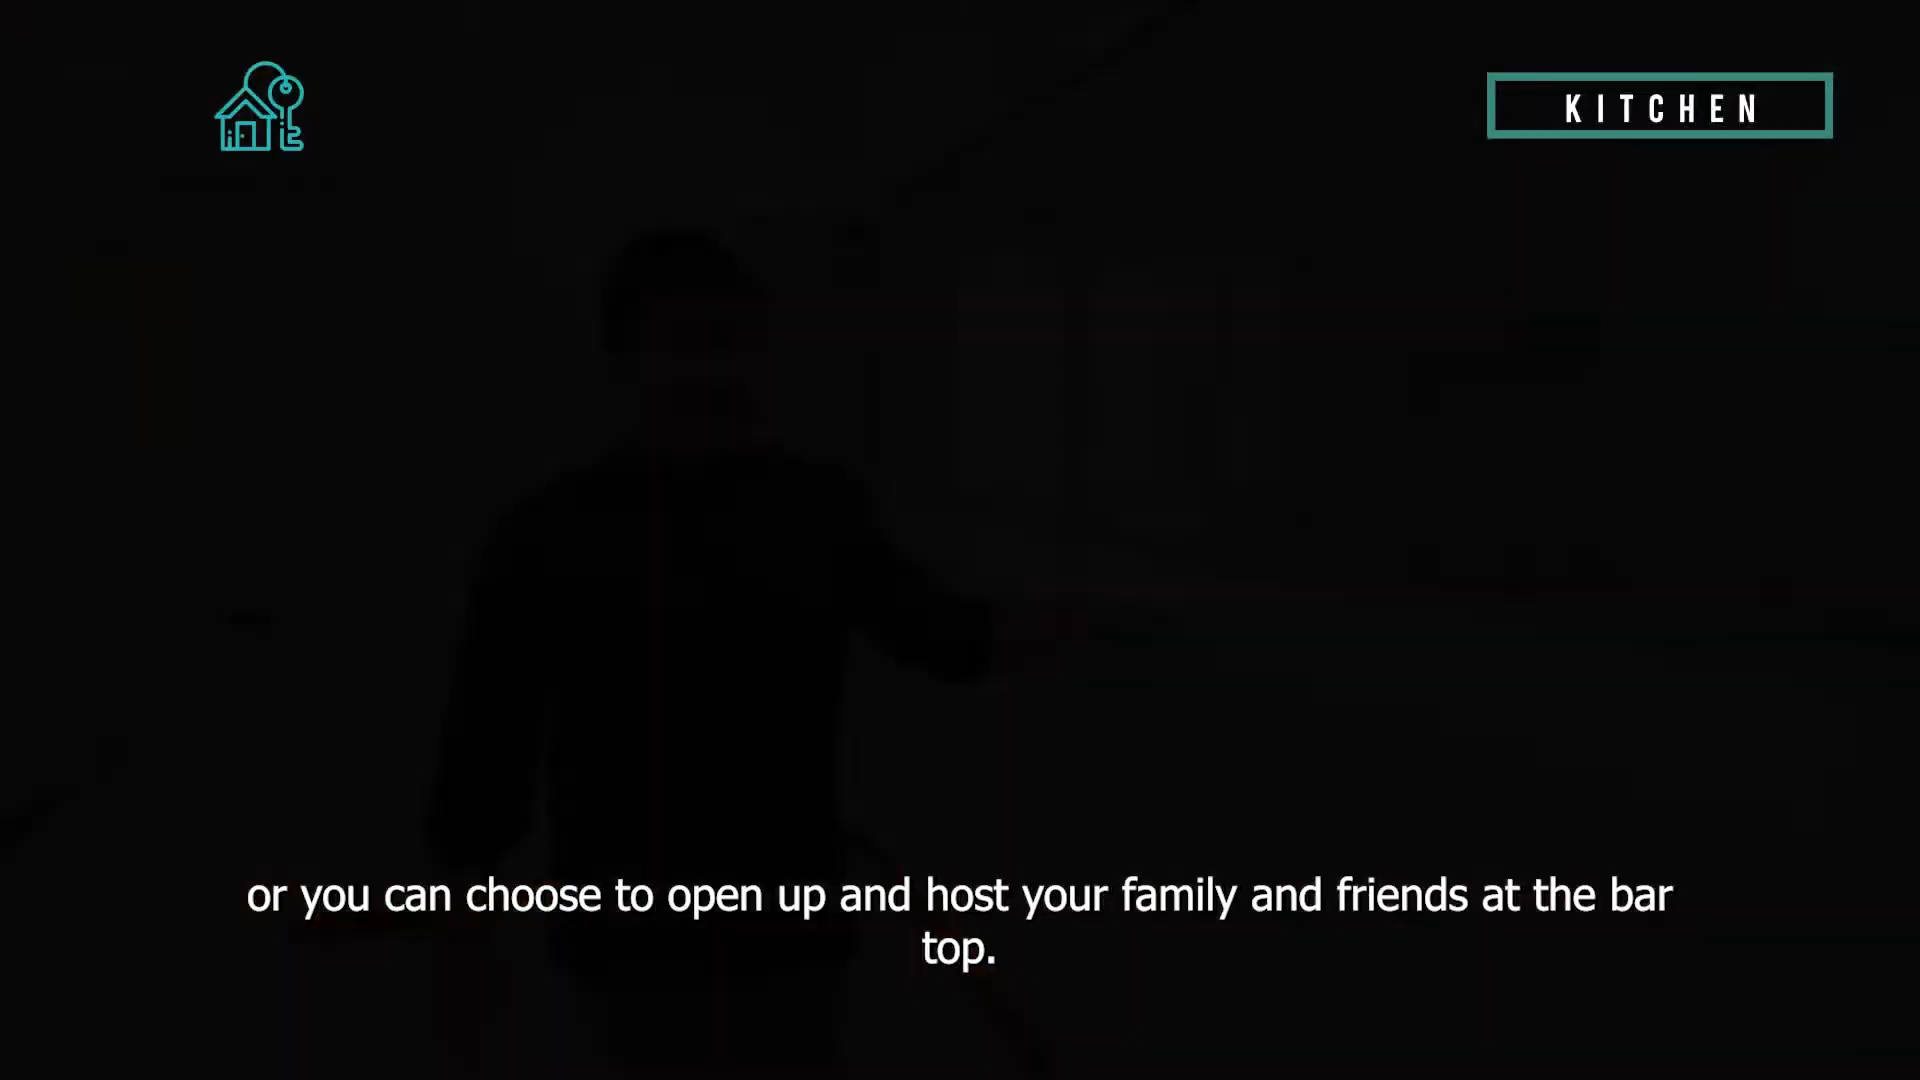 KITCHEN
or you can choose to open up and host your family and friends at the bar
top.